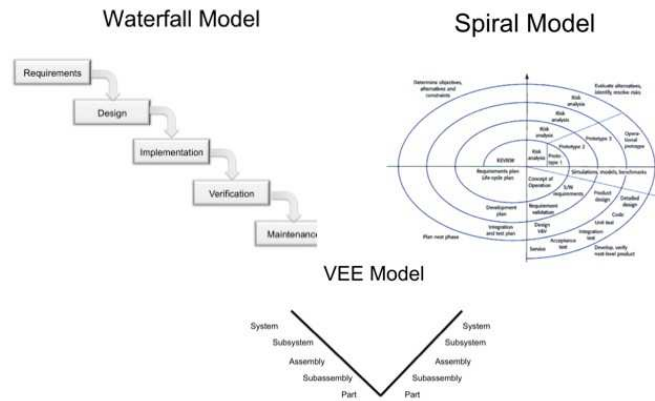 Waterfall Model
Requirements
Design
Implementation
Verification
Maintenance
Spiral Model
Determine objectives,
alternatives and
constraints
Evaluate alternatives,
identify, resolve risks
Risk
analysis
Risk
analysis
Risk
analysis
Risk
analysis
Proto-
type 1
Prototype 2
Prototype 3
Opera-
tional
prototype
REVIEW
Requirements plan
Life-cycle plan
Concept of
Operation
Simulations, models, benchmarks
S/W
requirements
Product
design
Detailed
design
Development
plan
Requirement
validation
Code
Unit test
Integration
and test plan
Design
V&V
Integration
test
Plan next phase
Acceptance
test
Service
Develop, verify
next-level product
VEE Model
System
Subsystem
Assembly
Subassembly
Part
System
Subsystem
Assembly
Subassembly
Part